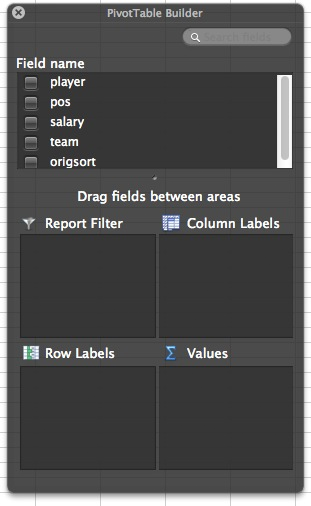 PivotTable Builder
Search fields
Field name
player
pos
salary
team
origsort
Drag fields between areas
Report Filter
Column Labels
Row Labels
Values